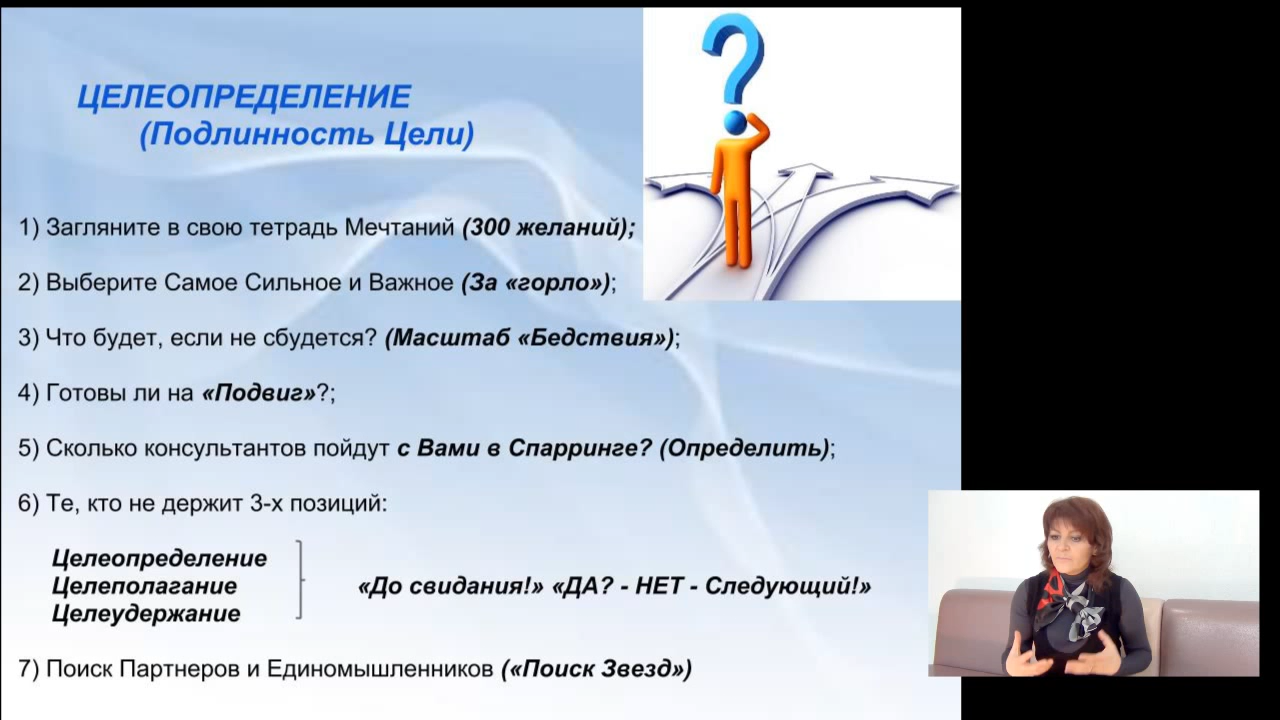 ЦЕЛЕОПРЕДЕЛЕНИЕ
(Подлинность Цели)
1) Загляните в свою тетрадь Мечтаний (300 желаний);
2) Выберите Самое Сильное и Важное (За «горло»);
3) Что будет, если не сбудется? (Масштаб «Бедствия»);
4) Готовы ли на «Подвиг»?;
5) Сколько консультантов пойдут с Вами в Спарринге? (Определить);
6) Те, кто не держит 3-х позиций:
Целеопределение
Целеполагание «До свидания!» «ДА? - НЕТ - Следующий!»
Целеудержание
7) Поиск Партнеров и Единомышленников («Поиск Звезд»)